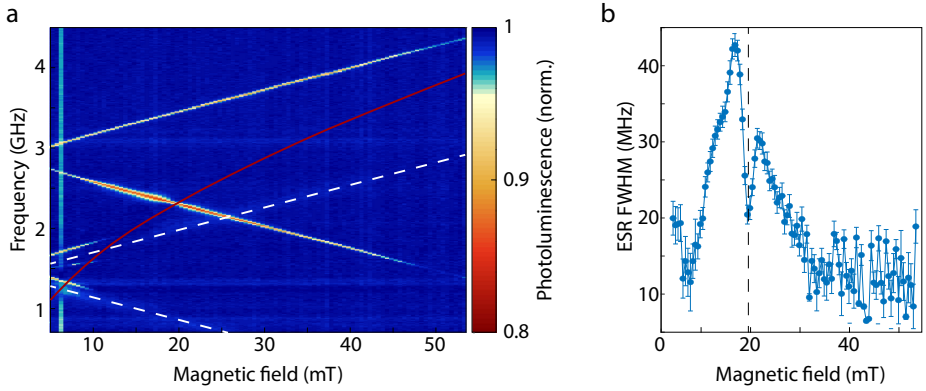 a
Frequency (GHz)
4
3
2
1
10
20
30
40
50
Magnetic field (mT)
1
0.9
0.8
Photoluminescence (norm.)
b
ESR FWHM (MHz)
40
30
20
10
0
20
40
Magnetic field (mT)